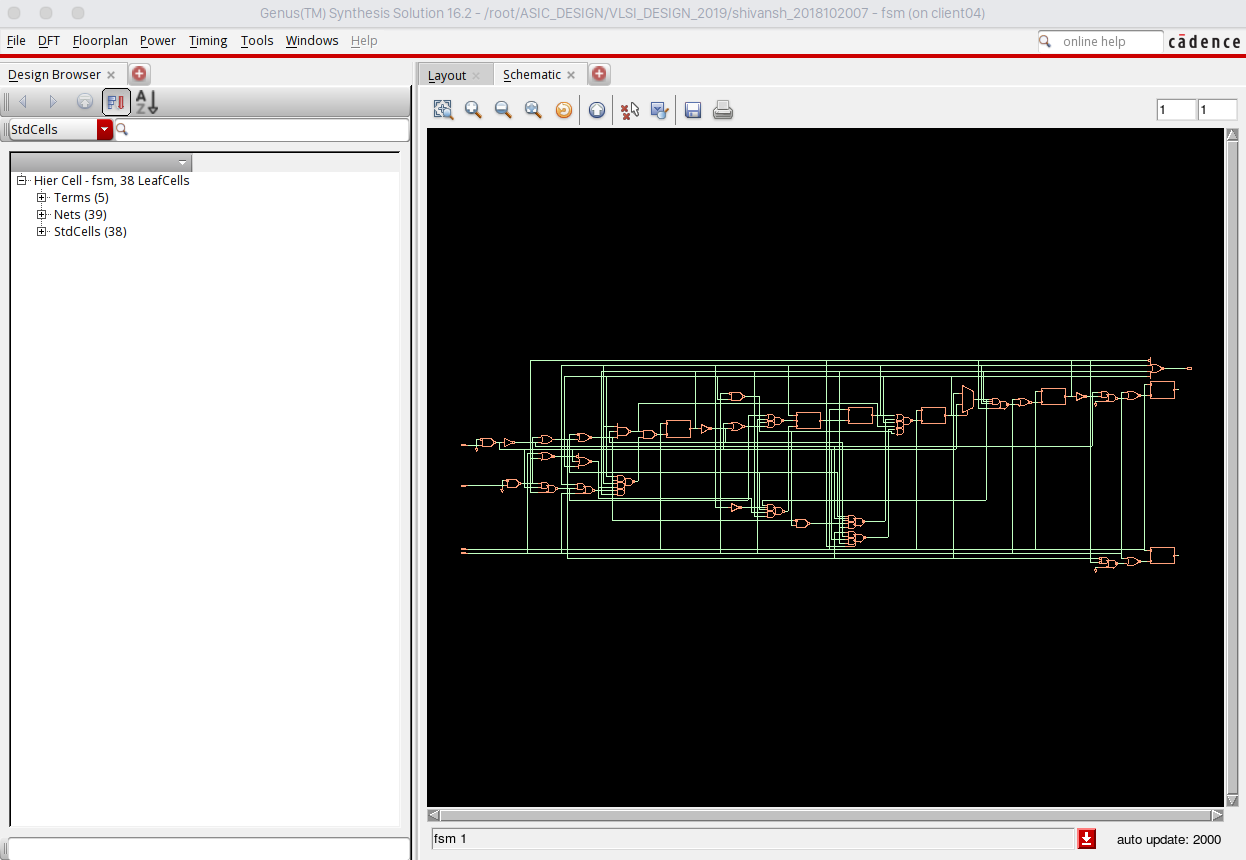 Genus(TM) Synthesis Solution 16.2 - /root/ASIC_DESIGN/VLSI_DESIGN_2019/shivansh_2018102007 - fsm (on client04)
File DFT Floorplan Power Timing Tools Windows Help
online help
cādence
Design Browser
Layout
Schematic
A
Z
1
1
StdCells
Hier Cell - fsm, 38 LeafCells
Terms (5)
Nets (39)
StdCells (38)
fsm 1
auto update: 2000